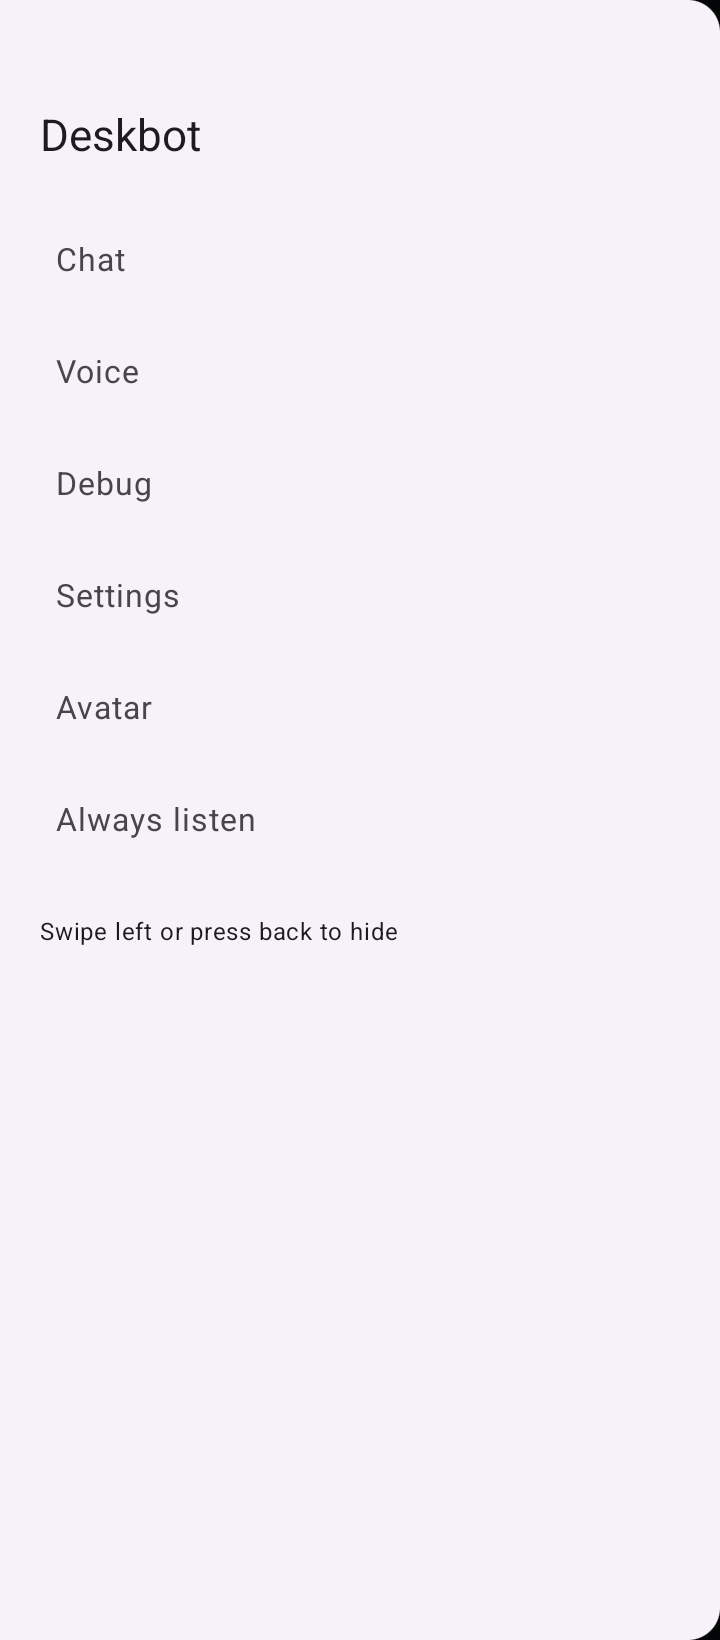 Deskbot
Chat
Voice
Debug
Settings
Avatar
Always listen
Swipe left or press back to hide